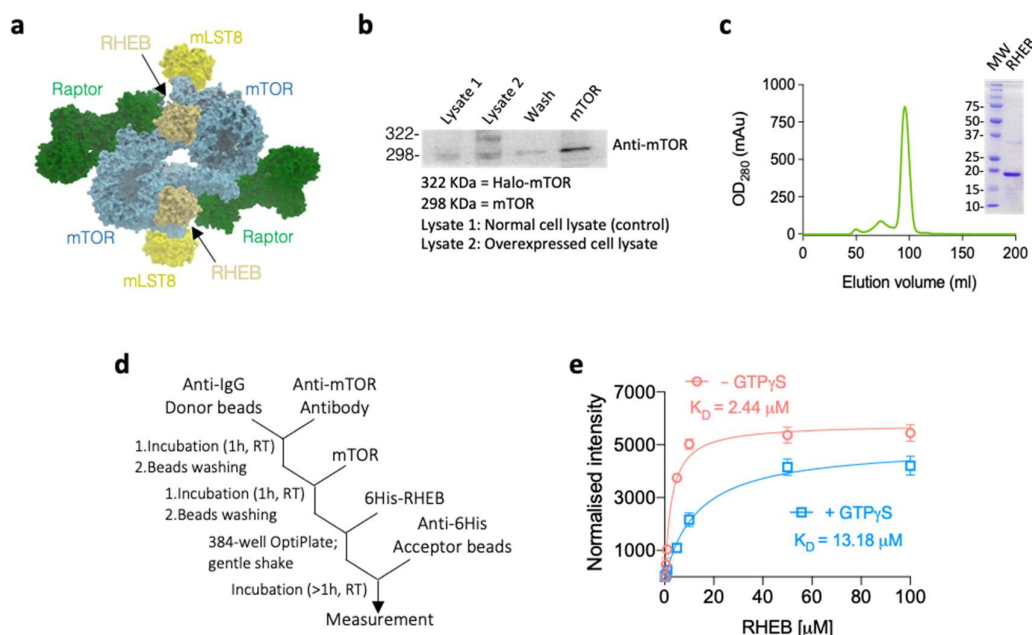 a
mLST8
RHEB
Raptor
mTOR
mTOR
Raptor
mLST8
RHEB
b
Lysate 1
Lysate 2
Wash
mTOR
322-
298-
Anti-mTOR
322 KDa = Halo-mTOR
298 KDa = mTOR
Lysate 1: Normal cell lysate (control)
Lysate 2: Overexpressed cell lysate
c
1000
750
500
250
0
OD280 (mAu)
0 50 100 150 200
Elution volume (ml)
MW
RHEB
75-
50-
37-
25-
20-
15-
10-
d
Anti-IgG
Donor beads
Anti-mTOR
Antibody
1.Incubation (1h, RT)
2.Beads washing
mTOR
1.Incubation (1h, RT)
2.Beads washing
6His-RHEB
384-well OptiPlate;
gentle shake
Anti-6His
Acceptor beads
Incubation (>1h, RT)
Measurement
e
7000
5000
3000
1000
Normalised intensity
0 20 40 60 80 100
RHEB [μM]
− GTPγS
KD = 2.44 μM
+ GTPγS
KD = 13.18 μM